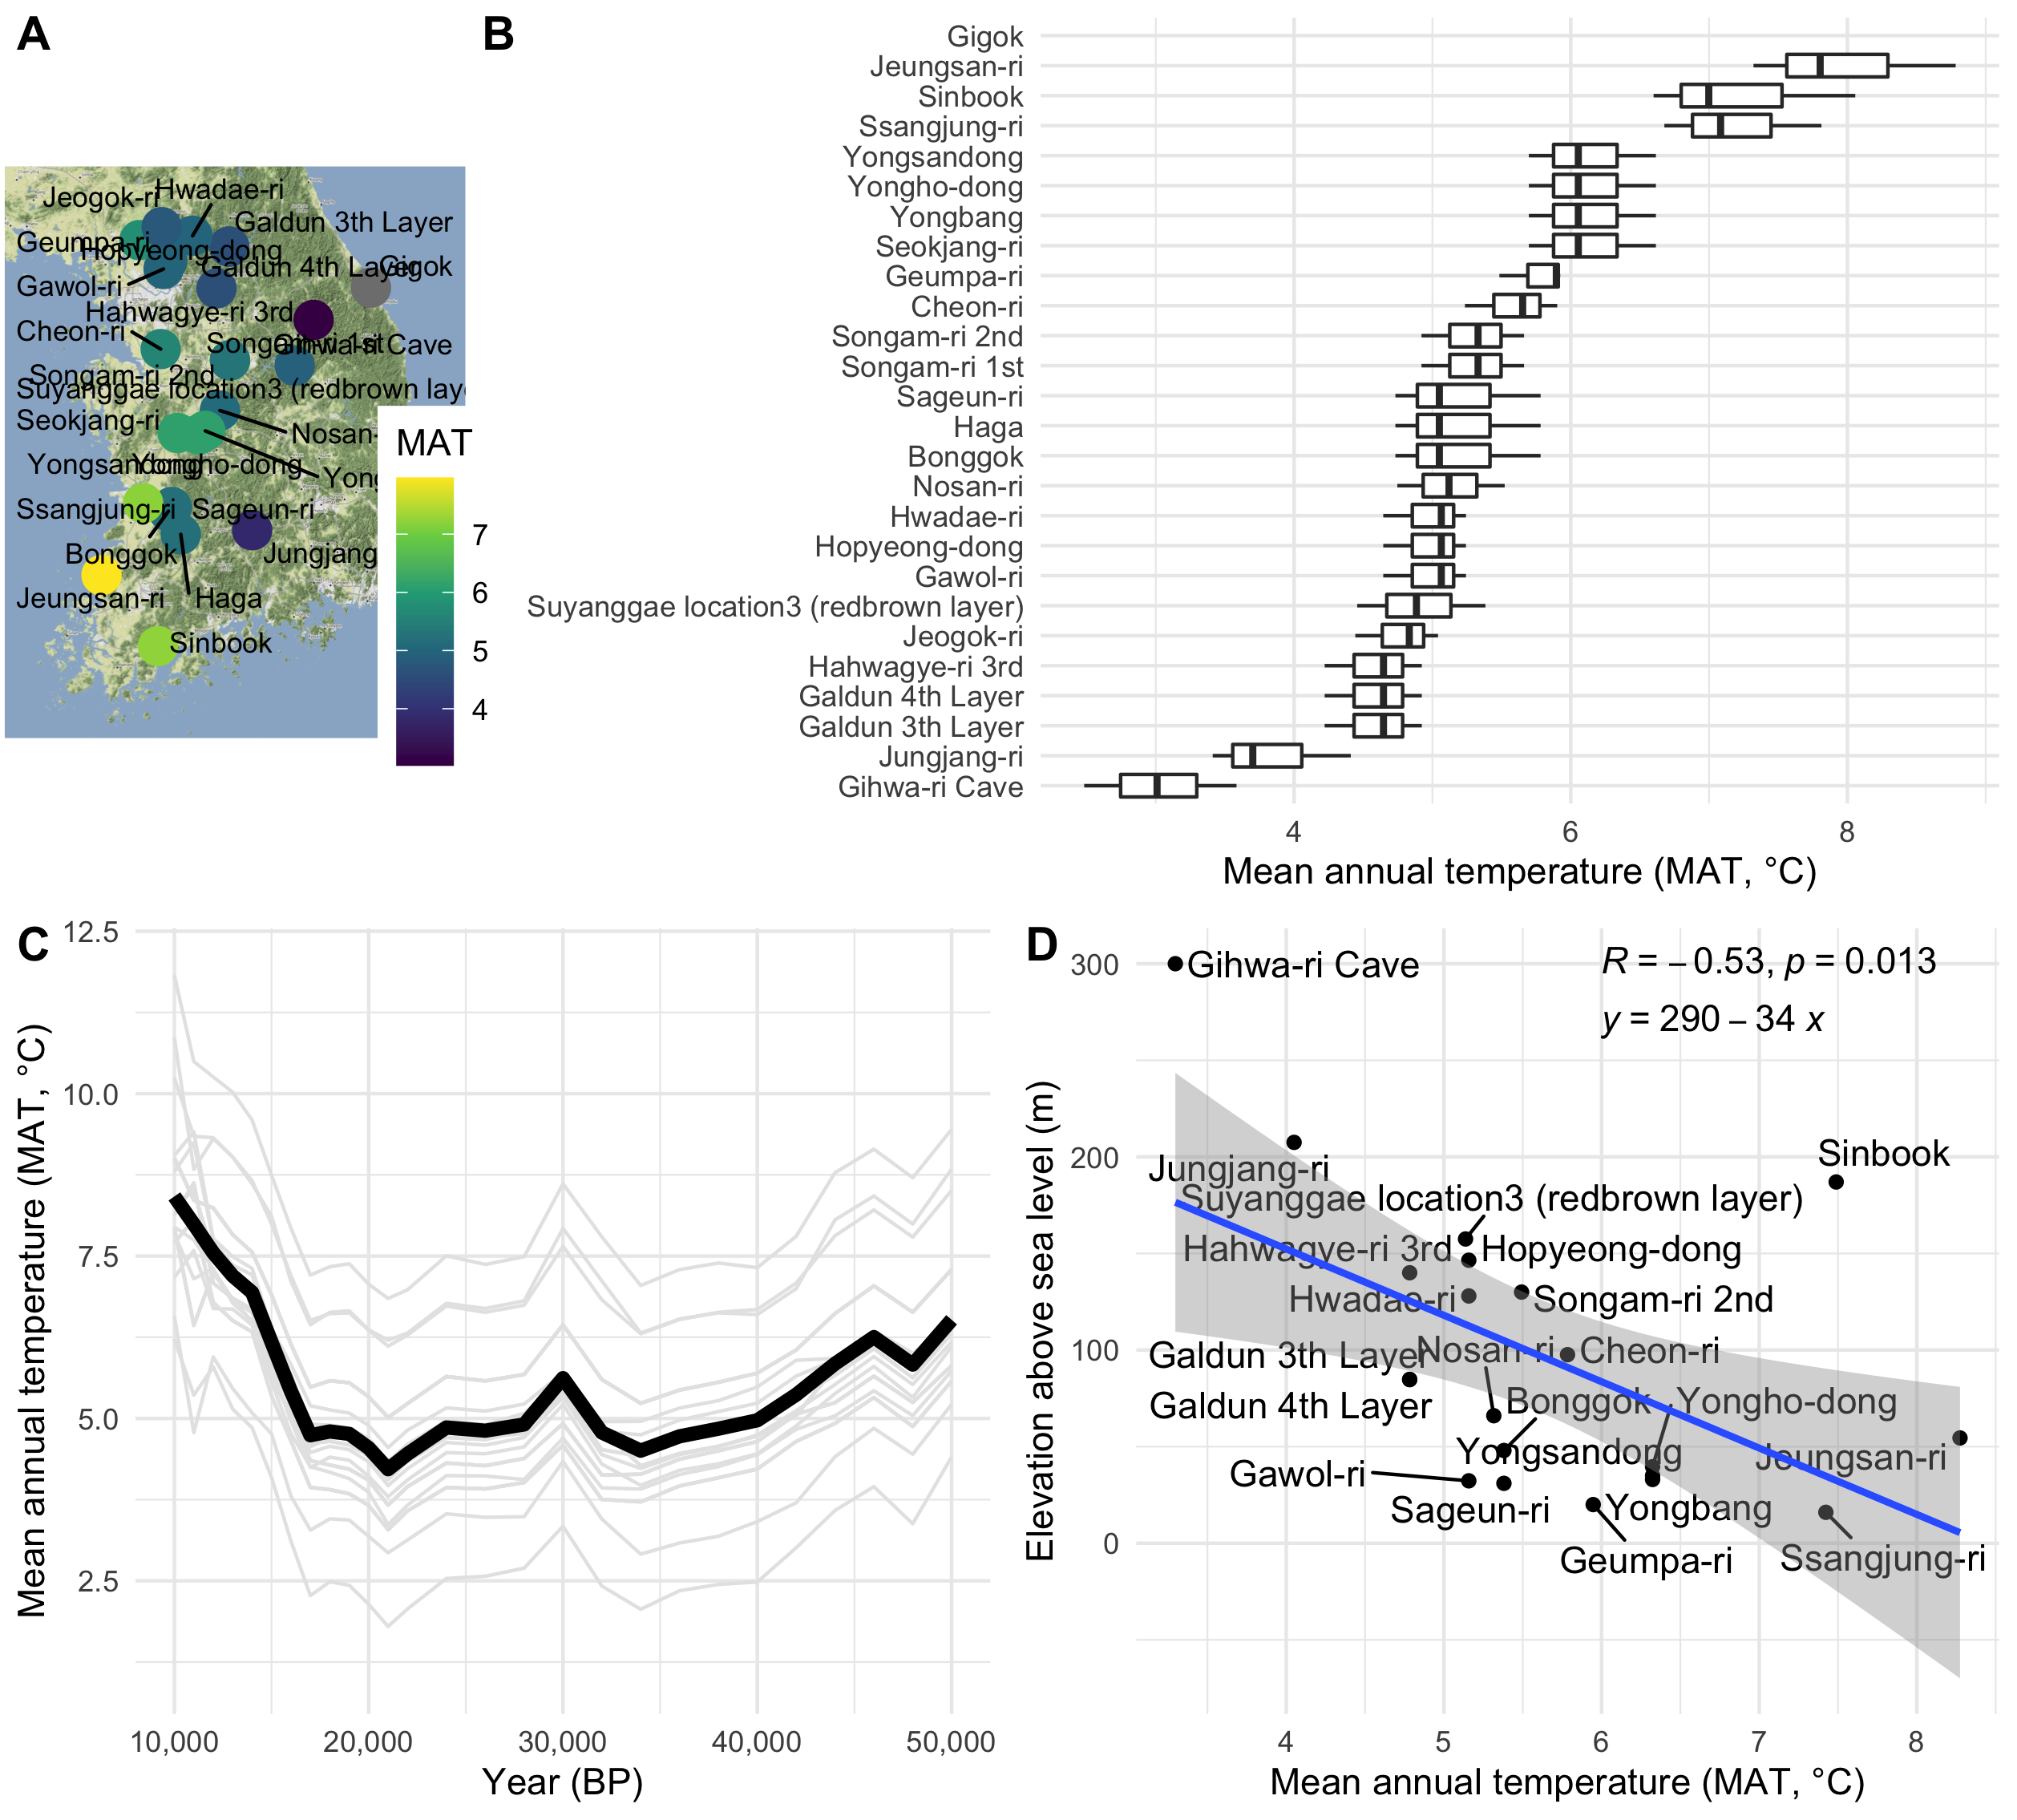 A
Jeogok-ri
Hwadae-ri
Galdun 3th Layer
Geumpa-ri
Hopyeong-dong
Galdun 4th Layer
Gigok
Gawol-ri
Hahwagye-ri 3rd
Cheon-ri
Songam-ri 1st
Gihwa-ri Cave
Songam-ri 2nd
Suyanggae location3 (redbrown laye
Seokjang-ri
Nosan-
Yongsandong
Yongho-dong
Yong
Ssangjung-ri
Sageun-ri
Bonggok
Jungjang
Jeungsan-ri
Haga
Sinbook
MAT
7
6
5
4
B
Gigok
Jeungsan-ri
Sinbook
Ssangjung-ri
Yongsandong
Yongho-dong
Yongbang
Seokjang-ri
Geumpa-ri
Cheon-ri
Songam-ri 2nd
Songam-ri 1st
Sageun-ri
Haga
Bonggok
Nosan-ri
Hwadae-ri
Hopyeong-dong
Gawol-ri
Suyanggae location3 (redbrown layer)
Jeogok-ri
Hahwagye-ri 3rd
Galdun 4th Layer
Galdun 3th Layer
Jungjang-ri
Gihwa-ri Cave
4 6 8
Mean annual temperature (MAT, °C)
C
Mean annual temperature (MAT, °C)
12.5
10.0
7.5
5.0
2.5
10,000 20,000 30,000 40,000 50,000
Year (BP)
D
Elevation above sea level (m)
300
200
100
0
R = – 0.53, p = 0.013
y = 290 – 34 x
Gihwa-ri Cave
Jungjang-ri
Sinbook
Suyanggae location3 (redbrown layer)
Hahwagye-ri 3rd
Hopyeong-dong
Hwadae-ri
Songam-ri 2nd
Galdun 3th Layer
Nosan-ri
Cheon-ri
Galdun 4th Layer
Bonggok
Yongho-dong
Yongsandong
Jeungsan-ri
Gawol-ri
Sageun-ri
Yongbang
Geumpa-ri
Ssangjung-ri
4 5 6 7 8
Mean annual temperature (MAT, °C)